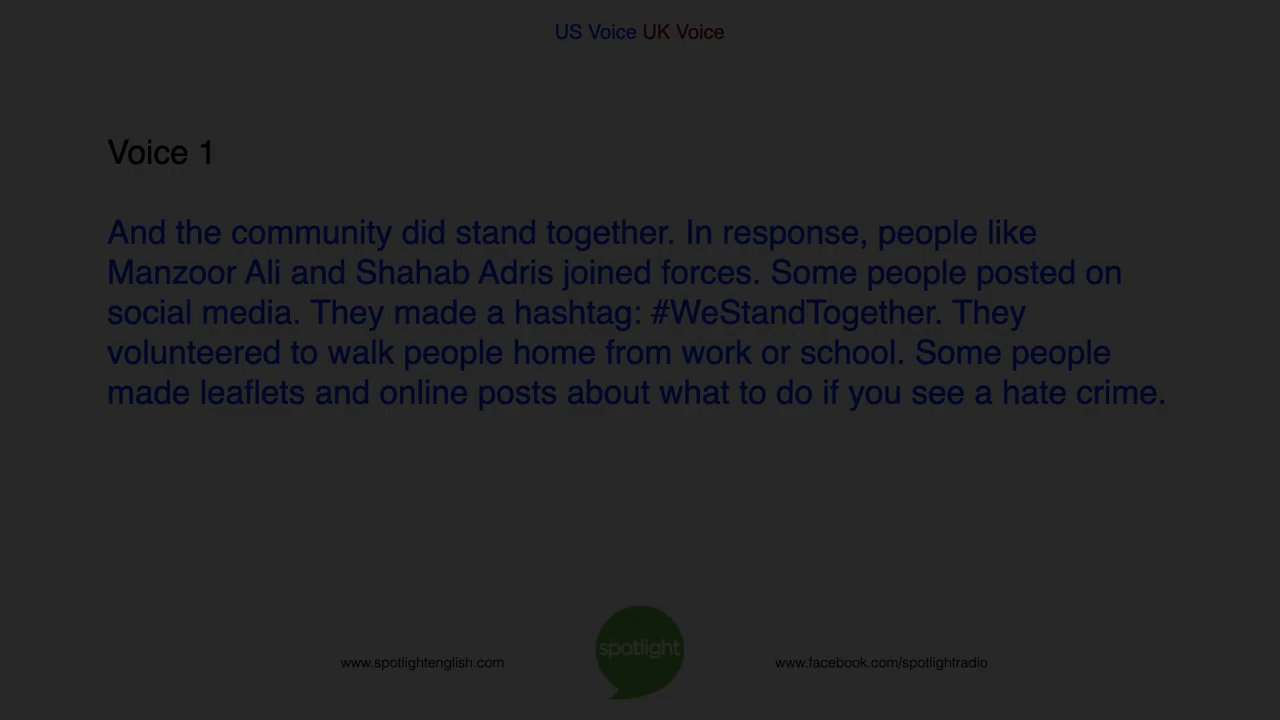 US Voice UK Voice
Voice 1
And the community did stand together. In response, people like
Manzoor Ali and Shahab Adris joined forces. Some people posted on
social media. They made a hashtag: #WeStandTogether. They
volunteered to walk people home from work or school. Some people
made leaflets and online posts about what to do if you see a hate crime.
spotlight
www.spotlightenglish.com
www.facebook.com/spotlightradio